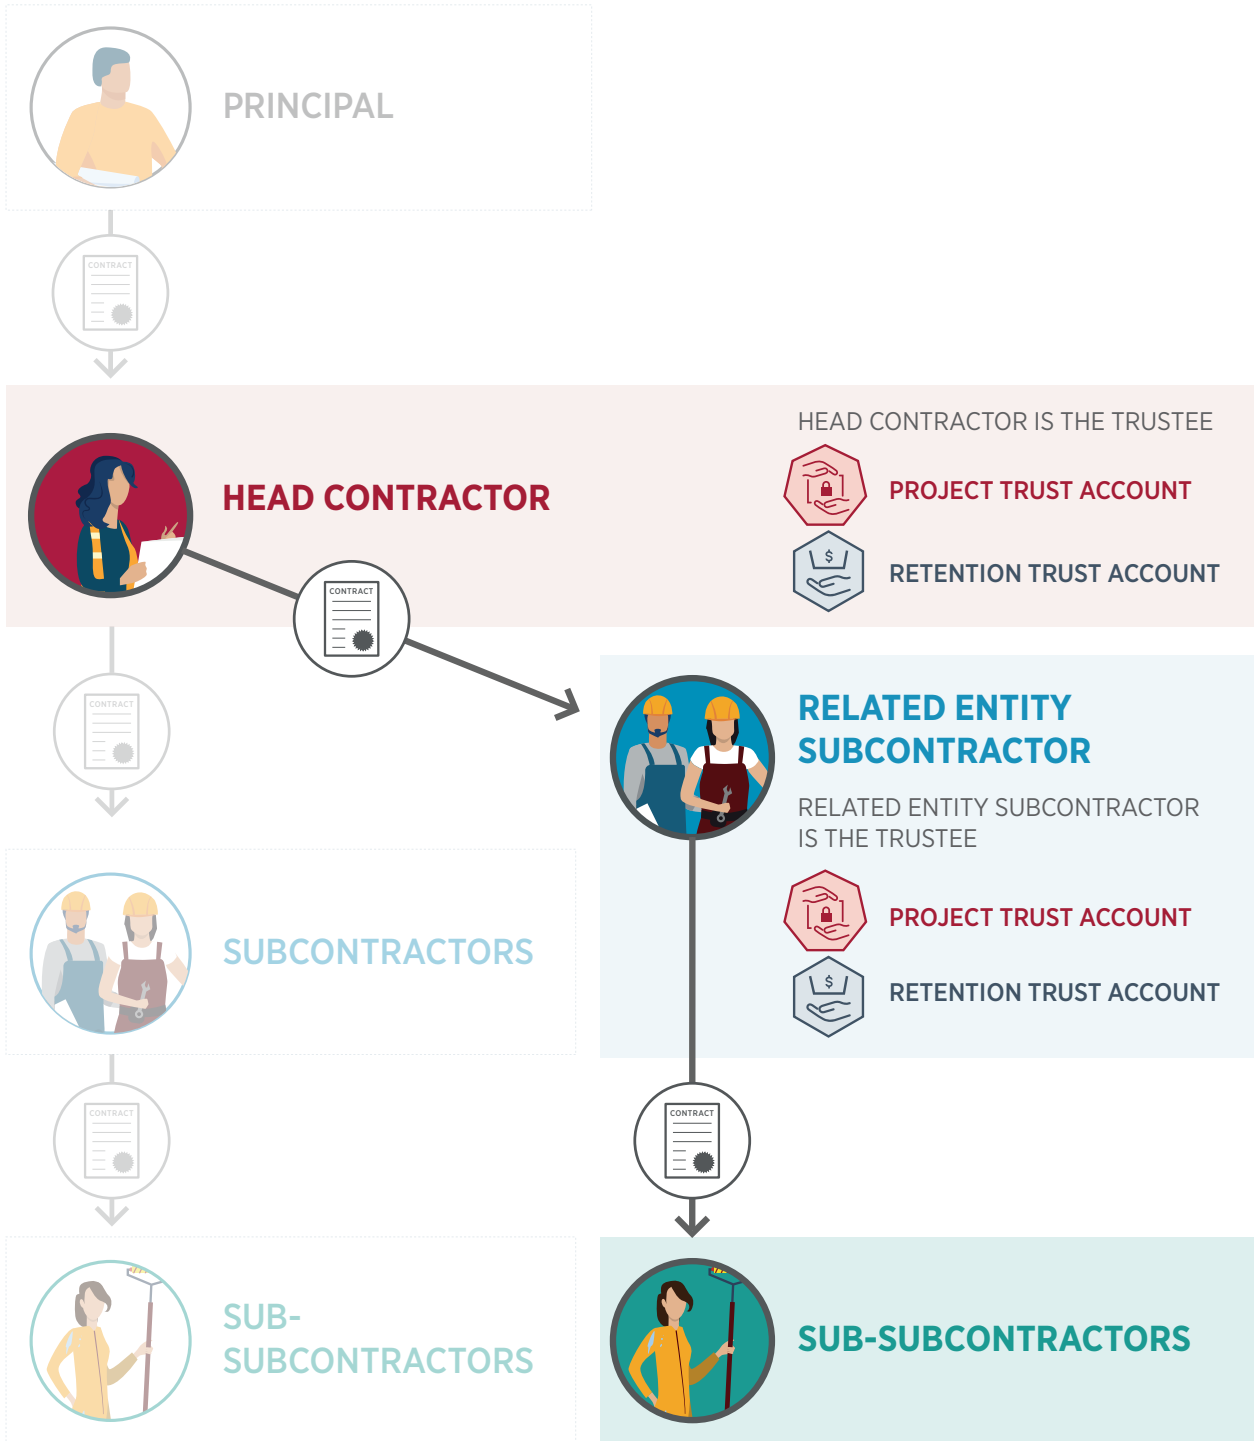 PRINCIPAL
CONTRACT
HEAD CONTRACTOR IS THE TRUSTEE
HEAD CONTRACTOR
PROJECT TRUST ACCOUNT
$
RETENTION TRUST ACCOUNT
CONTRACT
CONTRACT
RELATED ENTITY
SUBCONTRACTOR
RELATED ENTITY SUBCONTRACTOR
IS THE TRUSTEE
PROJECT TRUST ACCOUNT
$
RETENTION TRUST ACCOUNT
SUBCONTRACTORS
CONTRACT
CONTRACT
SUB-
SUBCONTRACTORS
SUB-SUBCONTRACTORS